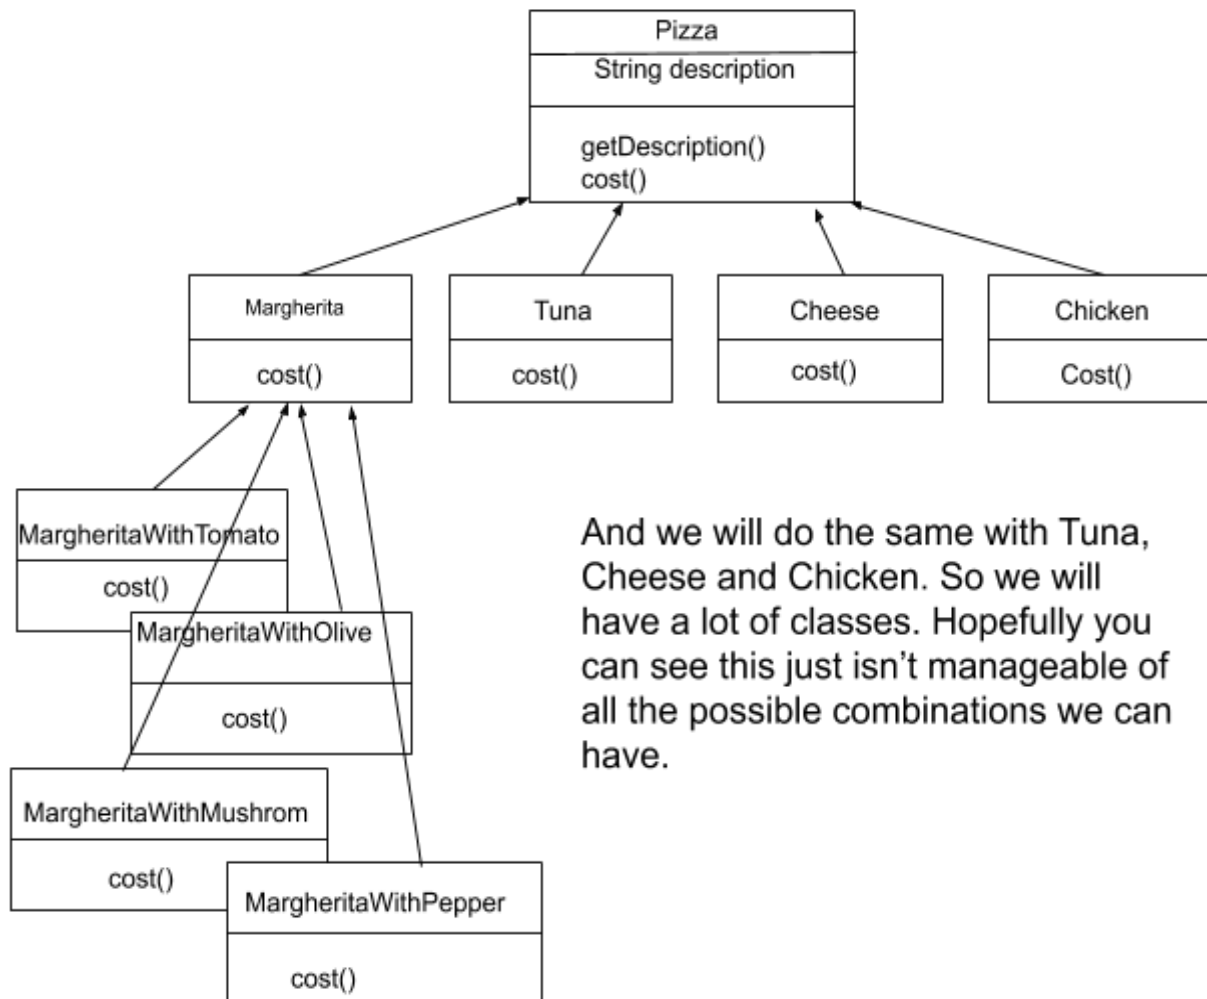 Pizza
String description
getDescription()
cost()
Margherita
cost()
Tuna
cost()
Cheese
cost()
Chicken
Cost()
MargheritaWithTomato
cost()
MargheritaWithOlive
cost()
MargheritaWithMushrom
cost()
MargheritaWithPepper
cost()
And we will do the same with Tuna,
Cheese and Chicken. So we will
have a lot of classes. Hopefully you
can see this just isn’t manageable of
all the possible combinations we can
have.